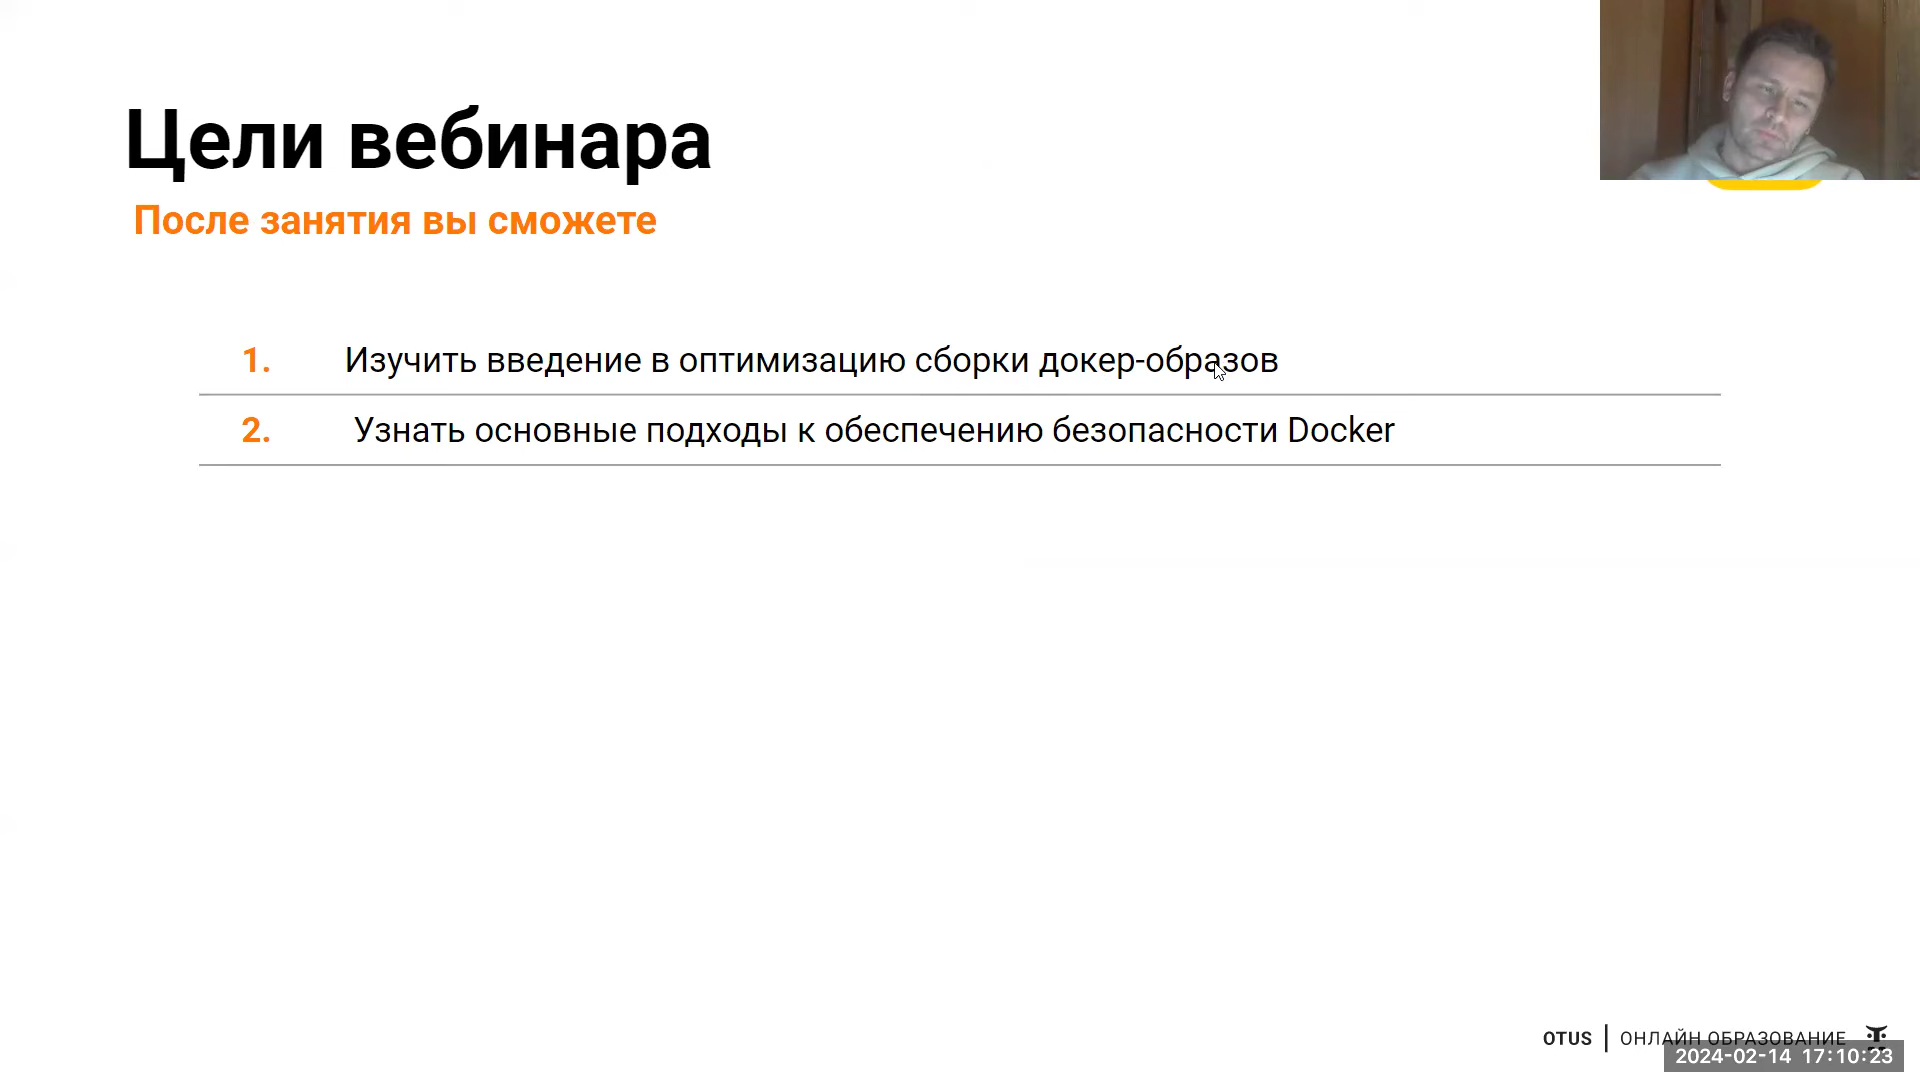 Цели вебинара
После занятия вы сможете
1. Изучить введение в оптимизацию сборки докер-образов
2. Узнать основные подходы к обеспечению безопасности Docker
OTUS | ОНЛАЙН ОБРАЗОВАНИЕ
2024-02-14 17:10:23